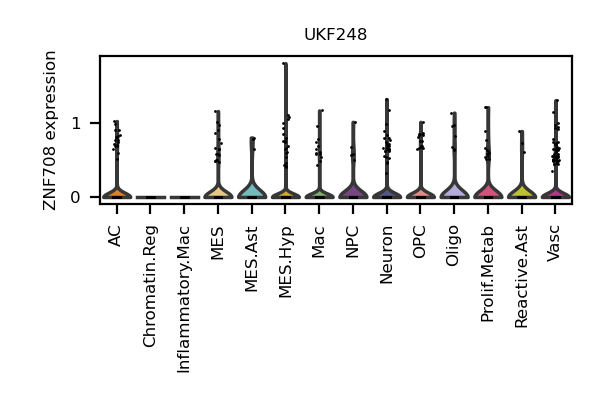 UKF248
ZNF708 expression
1
0
AC
Chromatin.Reg
Inflammatory.Mac
MES
MES.Ast
MES.Hyp
Mac
NPC
Neuron
OPC
Oligo
Prolif.Metab
Reactive.Ast
Vasc